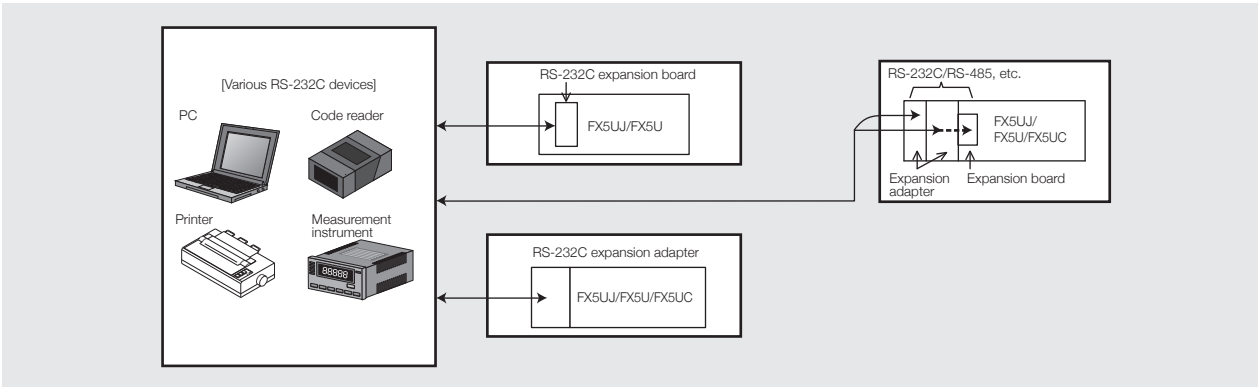 [Various RS-232C devices]
PC
Code reader
Printer
Measurement
instrument
88888
RS-232C expansion board
FX5UJ/FX5U
RS-232C expansion adapter
FX5UJ/FX5U/FX5UC
RS-232C/RS-485, etc.
FX5UJ/
FX5U/FX5UC
Expansion
adapter
Expansion board